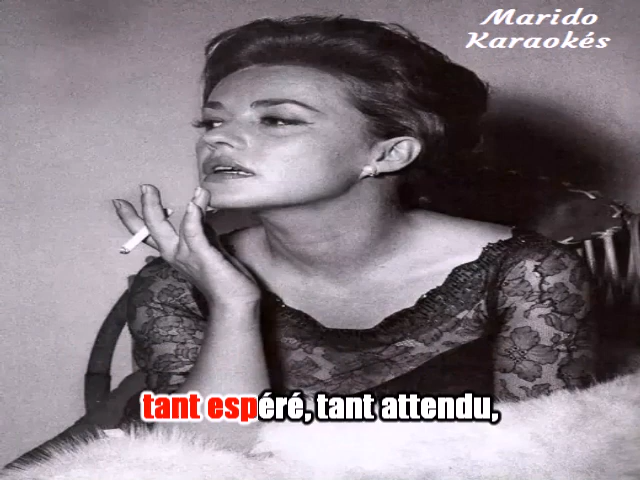 Marido
Karaokés
tant espéré, tant attendu,